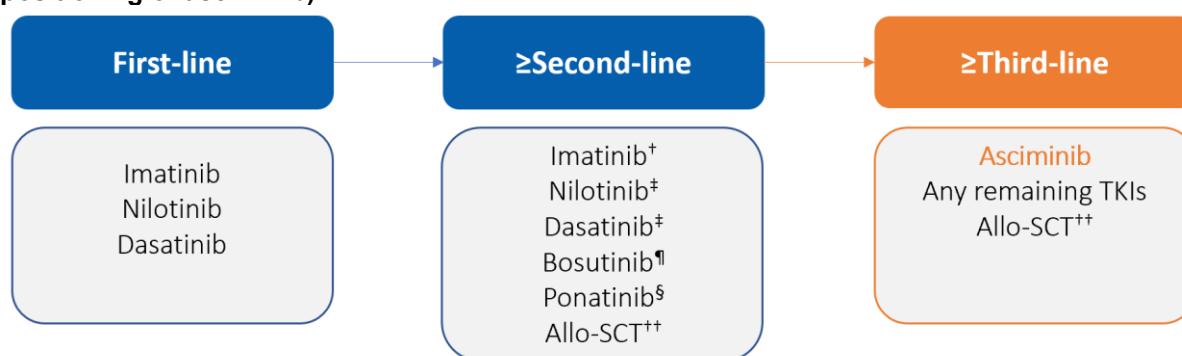 First-line
≥Second-line
≥Third-line
Imatinib
Nilotinib
Dasatinib
Imatinib†
Nilotinib‡
Dasatinib‡
Bosutinib¶
Ponatinib§
Allo-SCT††
Asciminib
Any remaining TKIs
Allo-SCT††